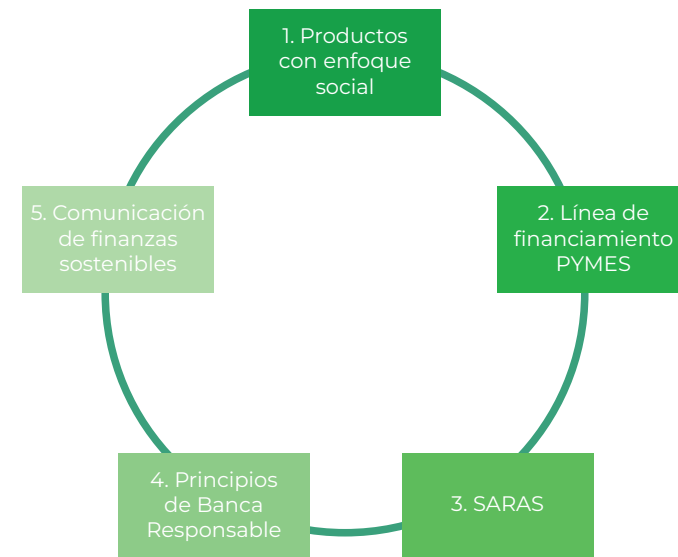 1. Productos
con enfoque
social
2. Línea de
financiamiento
PYMES
3. SARAS
4. Principios
de Banca
Responsable
5. Comunicación
de finanzas
sostenibles